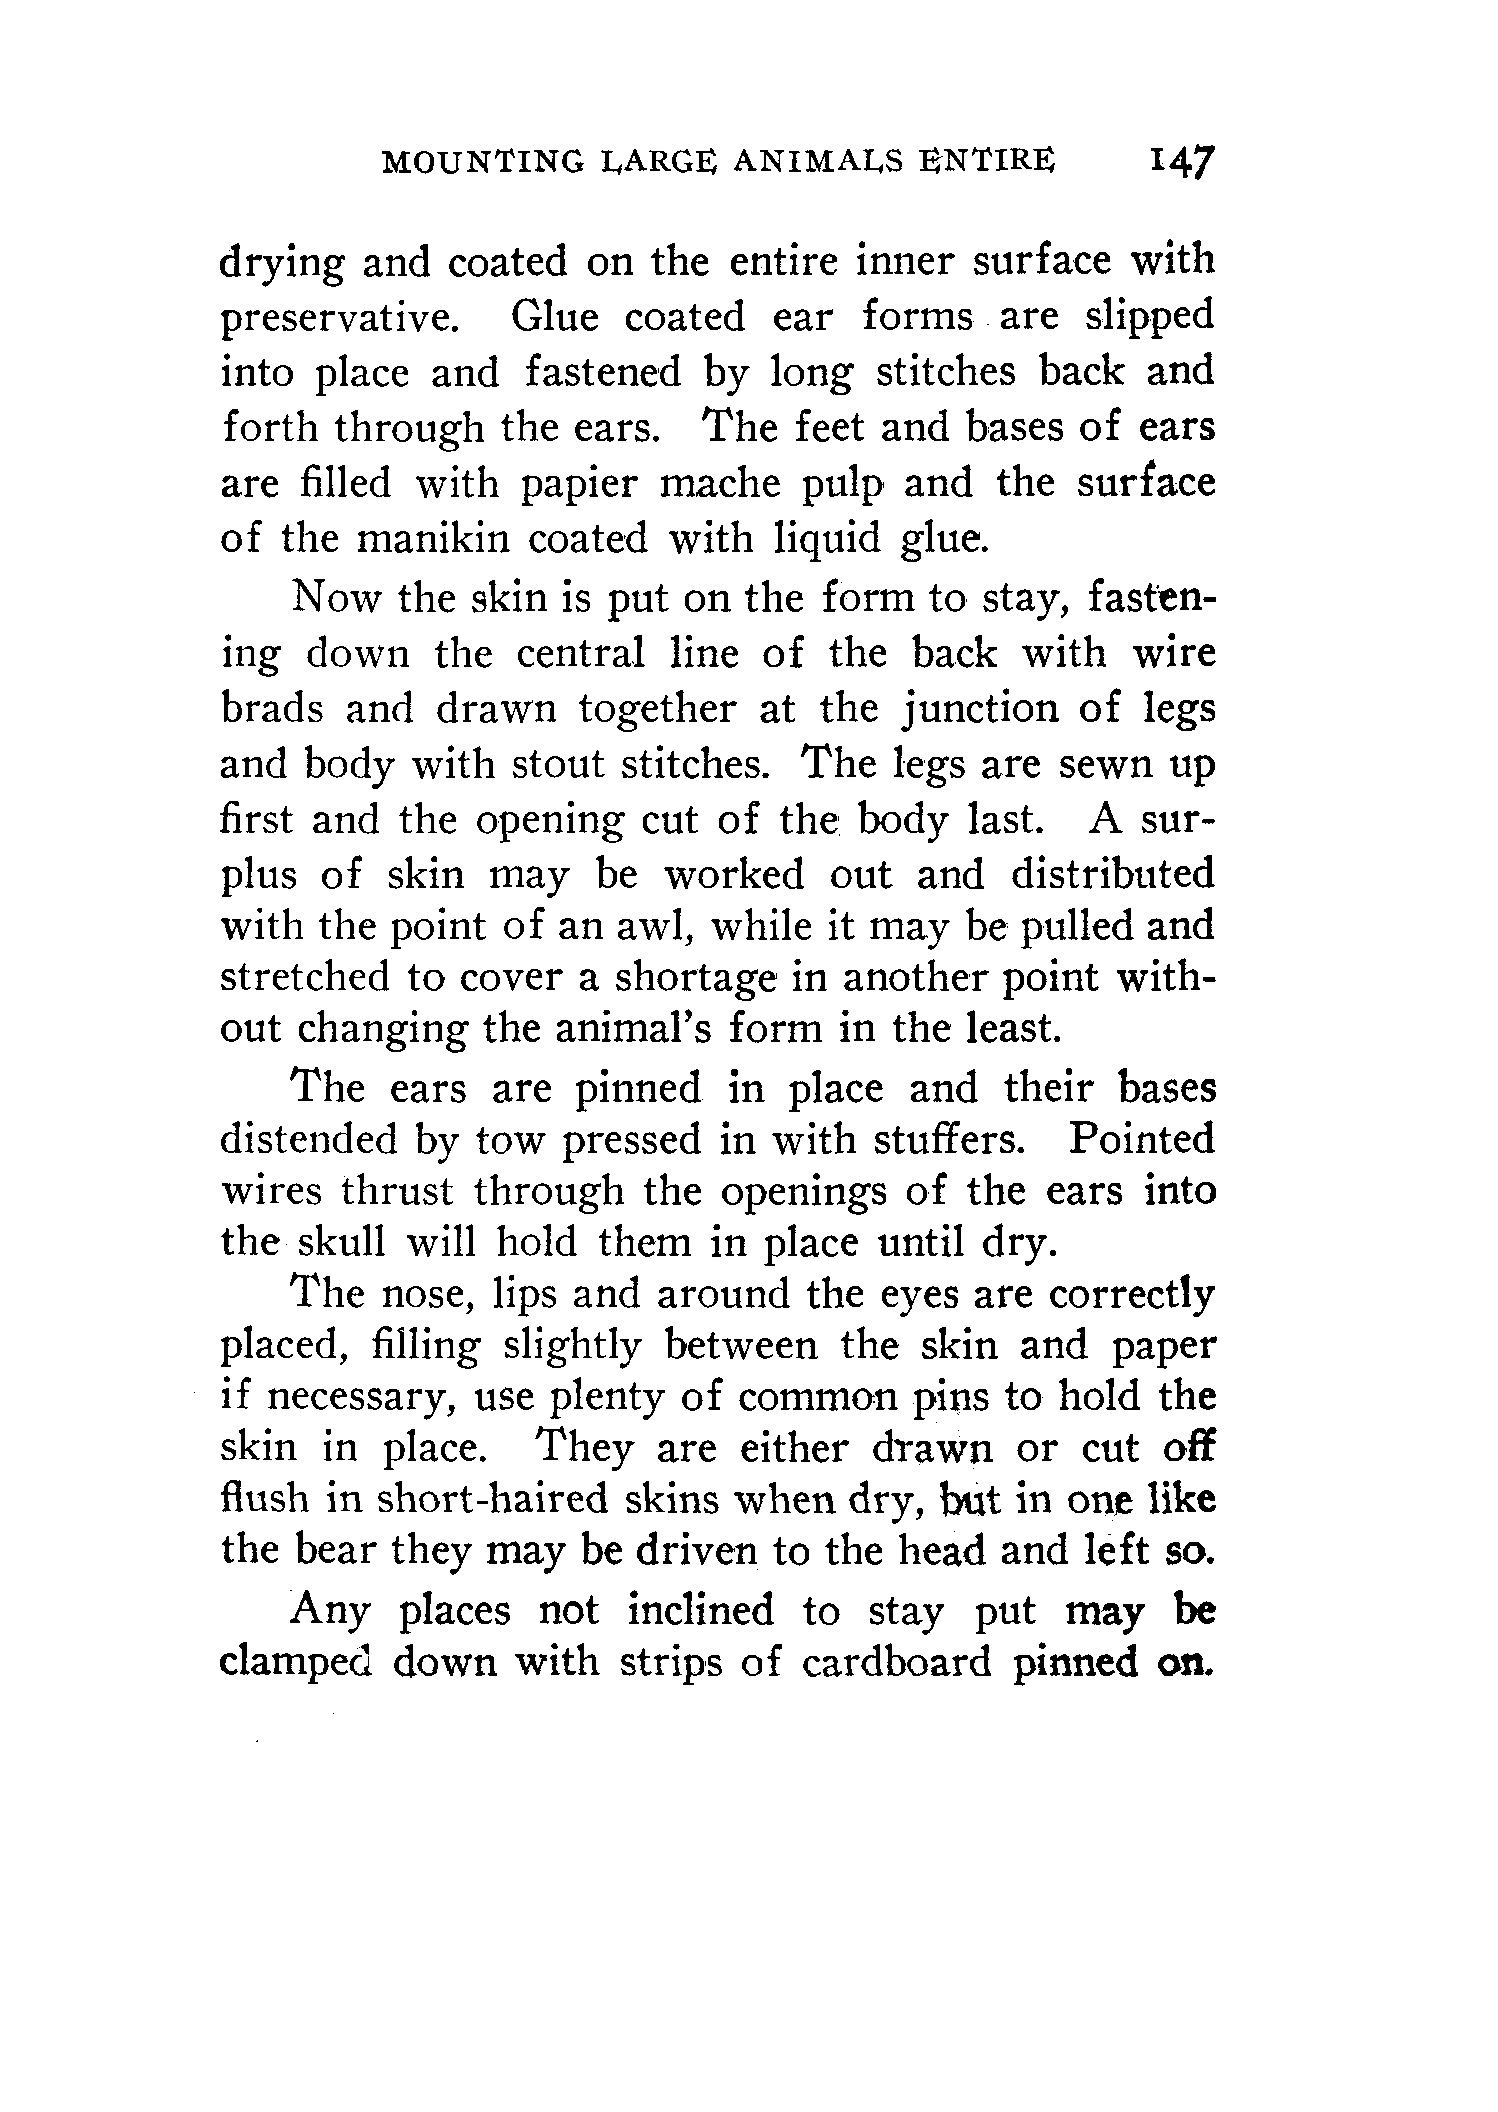 MOUNTING LARGE ANIMALS ENTIRE 147
drying and coated on the entire inner surface with
preservative. Glue coated ear forms are slipped
into place and fastened by long stitches back and
forth through the ears. The feet and bases of ears
are filled with papier mache pulp and the surface
of the manikin coated with liquid glue.
Now the skin is put on the form to stay, fasten-
ing down the central line of the back with wire
brads and drawn together at the junction of legs
and body with stout stitches. The legs are sewn up
first and the opening cut of the body last. A sur-
plus of skin may be worked out and distributed
with the point of an awl, while it may be pulled and
stretched to cover a shortage in another point with-
out changing the animal's form in the least.
The ears are pinned in place and their bases
distended by tow pressed in with stuffers. Pointed
wires thrust through the openings of the ears into
the skull will hold them in place until dry.
The nose, lips and around the eyes are correctly
placed, filling slightly between the skin and paper
if necessary, use plenty of common pins to hold the
skin in place. They are either drawn or cut off
flush in short-haired skins when dry, but in one like
the bear they may be driven to the head and left so.
Any places not inclined to stay put may be
clamped down with strips of cardboard pinned on.